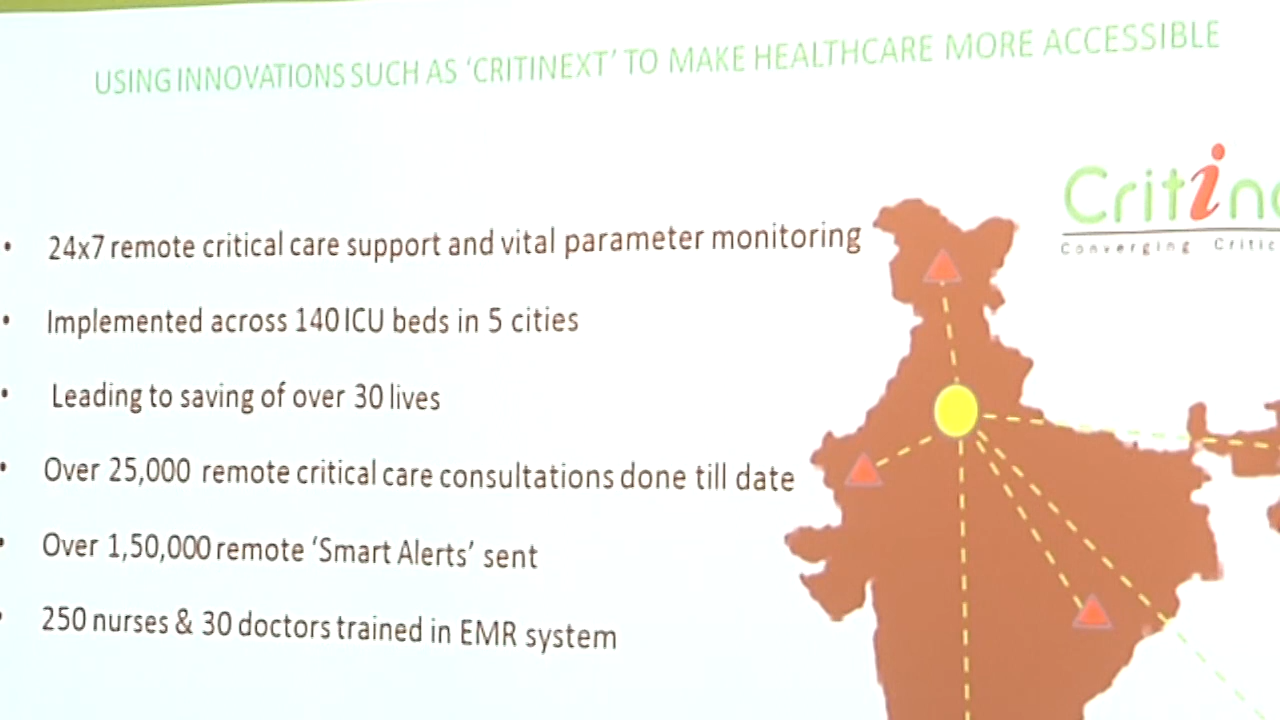 USING INNOVATIONS SUCH AS ‘CRITINEXT’ TO MAKE HEALTHCARE MORE ACCESSIBLE
Critin
Converging Critic
• 24x7 remote critical care support and vital parameter monitoring
• Implemented across 140 ICU beds in 5 cities
• Leading to saving of over 30 lives
• Over 25,000 remote critical care consultations done till date
• Over 1,50,000 remote ‘Smart Alerts’ sent
• 250 nurses & 30 doctors trained in EMR system